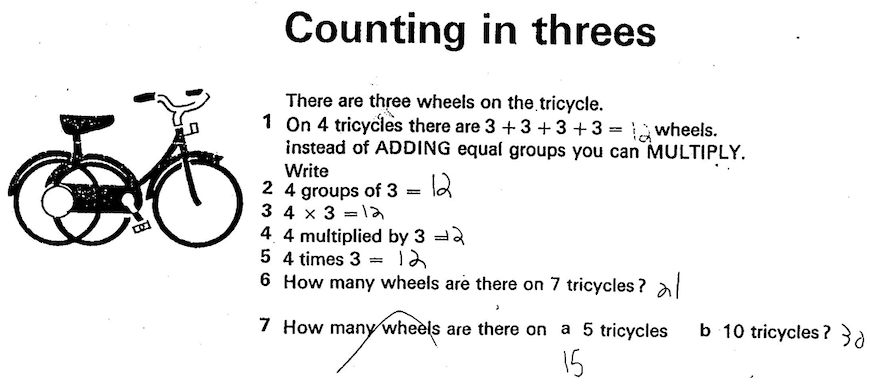 Counting in threes
There are three wheels on the tricycle.
1 On 4 tricycles there are 3 + 3 + 3 + 3 = 12 wheels.
Instead of ADDING equal groups you can MULTIPLY.
Write
2 4 groups of 3 = 12
3 4 × 3 = 12
4 4 multiplied by 3 = 12
5 4 times 3 = 12
6 How many wheels are there on 7 tricycles? 21
7 How many wheels are there on a 5 tricycles b 10 tricycles? 30
15